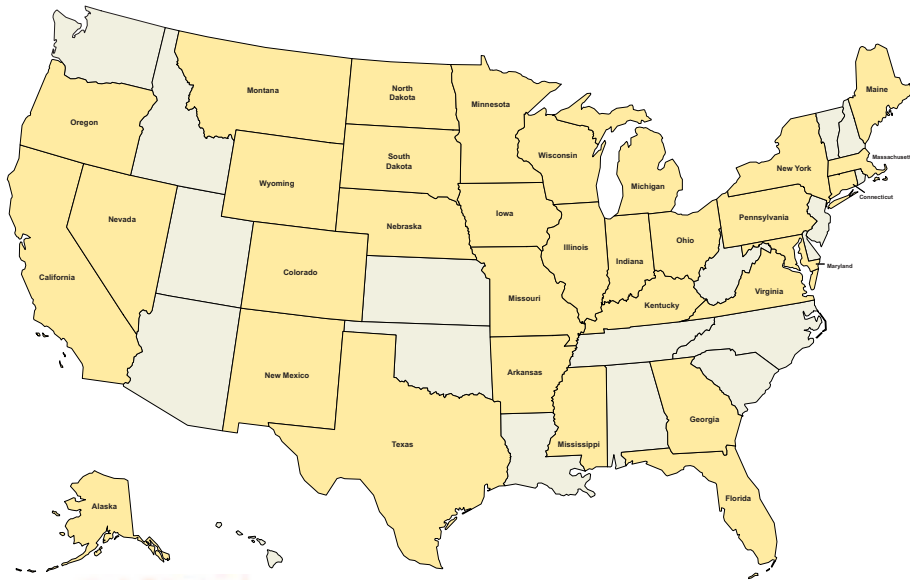 Maine
Montana
North
Dakota
Minnesota
Oregon
Massachusetts
Wisconsin
New York
South
Dakota
Wyoming
Michigan
Connecticut
Iowa
Pennsylvania
Nevada
Nebraska
Ohio
Illinois
Indiana
Maryland
California
Colorado
Virginia
Missouri
Kentucky
New Mexico
Arkansas
Georgia
Texas
Mississippi
Florida
Alaska